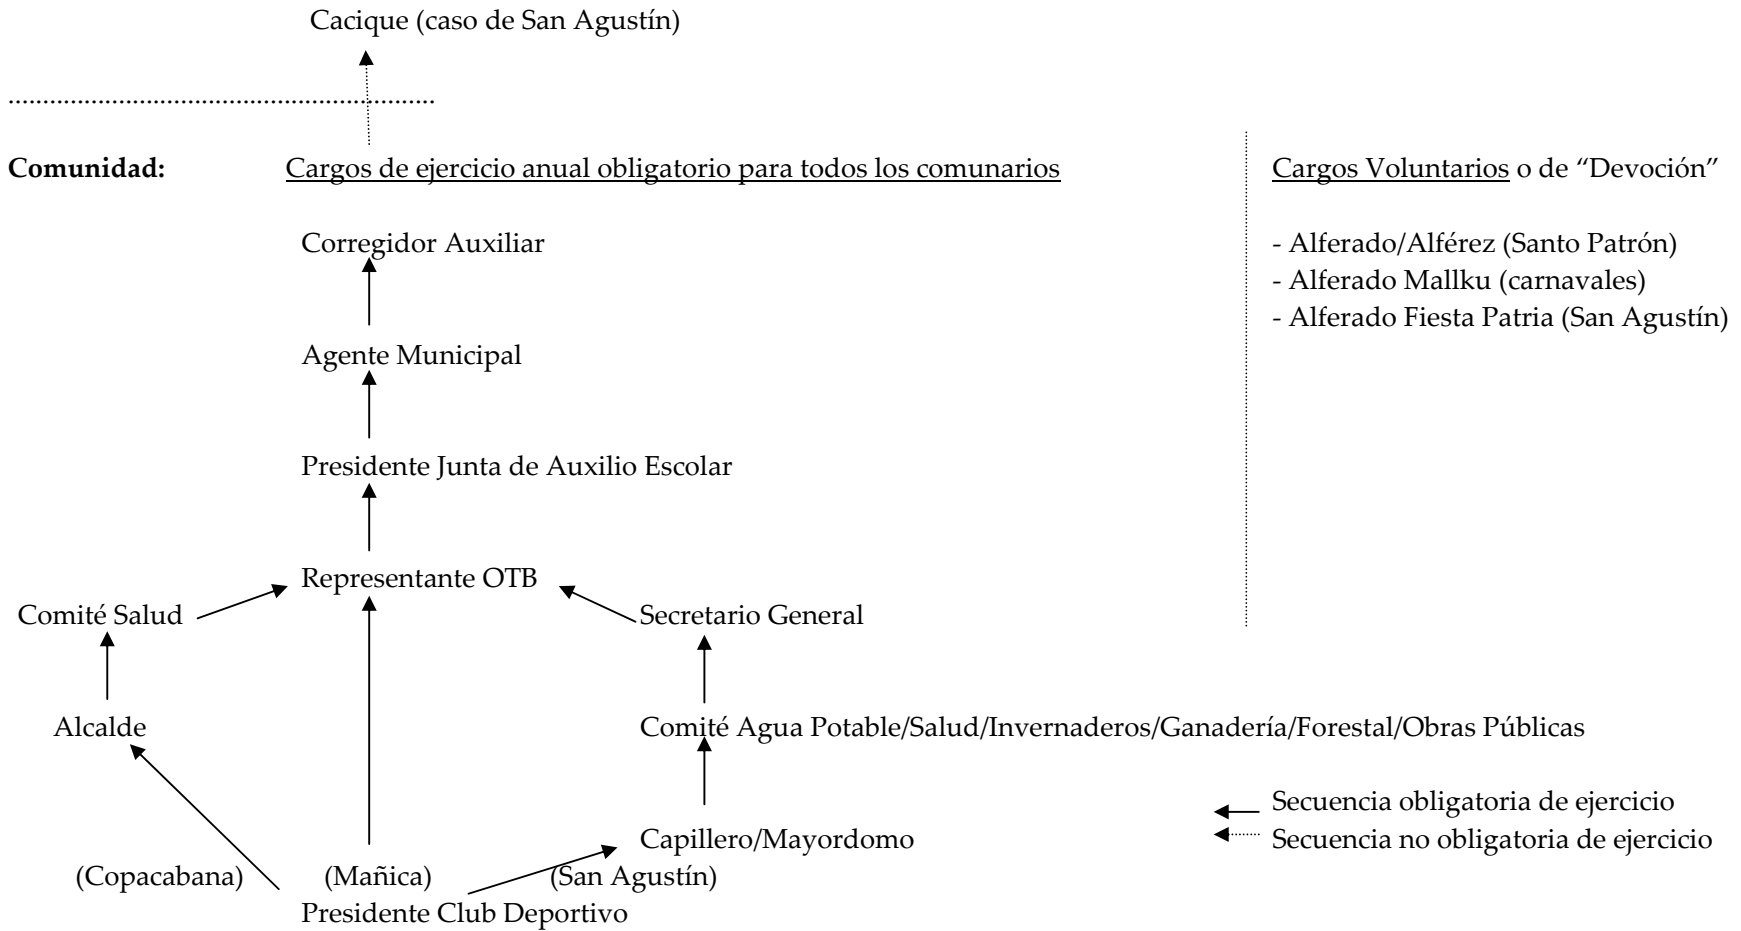 Cacique (caso de San Agustín)
Comunidad: Cargos de ejercicio anual obligatorio para todos los comunarios
Cargos Voluntarios o de “Devoción”
Corregidor Auxiliar
- Alferado/Alférez (Santo Patrón)
- Alferado Mallku (carnavales)
- Alferado Fiesta Patria (San Agustín)
Agente Municipal
Presidente Junta de Auxilio Escolar
Representante OTB
Comité Salud
Secretario General
Alcalde
Comité Agua Potable/Salud/Invernaderos/Ganadería/Forestal/Obras Públicas
Secuencia obligatoria de ejercicio
Secuencia no obligatoria de ejercicio
Capillero/Mayordomo
(Copacabana) (Mañica) (San Agustín)
Presidente Club Deportivo